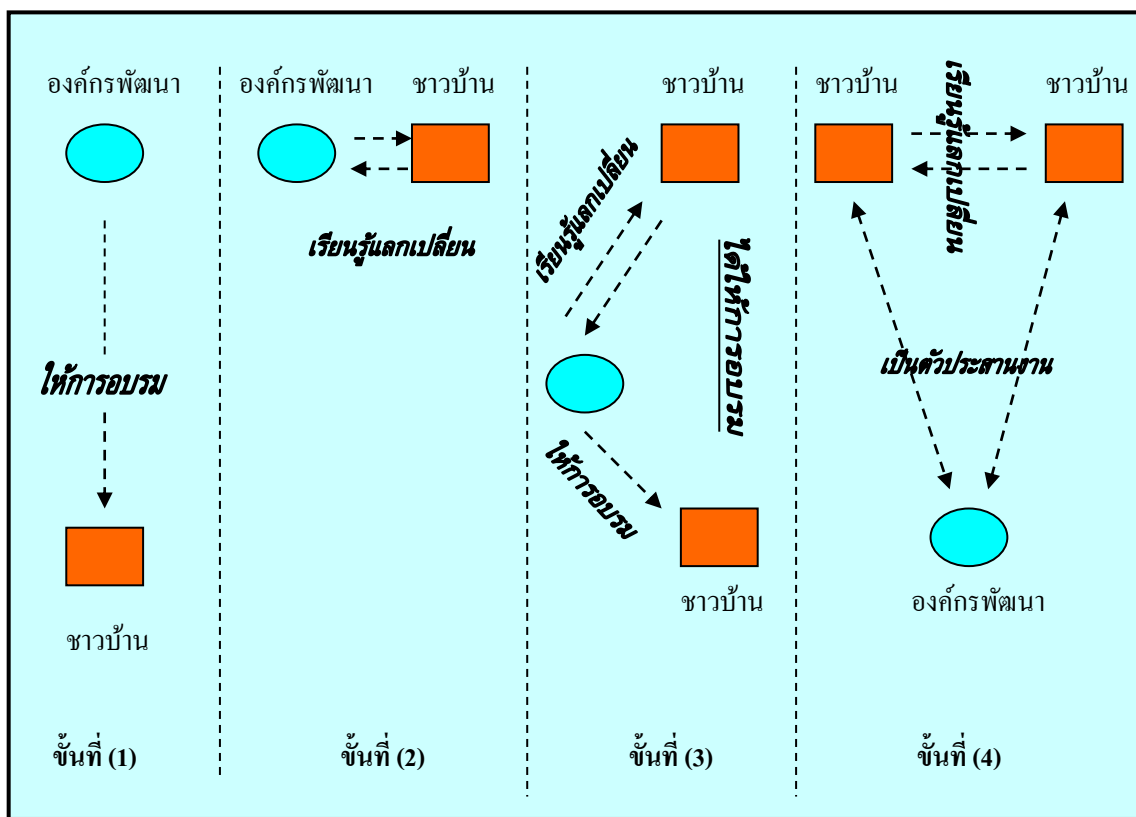 องค์กรพัฒนา
ให้การอบรม
ชาวบ้าน
ขั้นที่ (1)
องค์กรพัฒนา
ชาวบ้าน
เรียนรู้แลกเปลี่ยน
ขั้นที่ (2)
ชาวบ้าน
เรียนรู้แลกเปลี่ยน
ได้ให้การอบรม
ให้การอบรม
ชาวบ้าน
ขั้นที่ (3)
ชาวบ้าน
เรียนรู้แลกเปลี่ยน
ชาวบ้าน
เป็นตัวประสานงาน
องค์กรพัฒนา
ขั้นที่ (4)